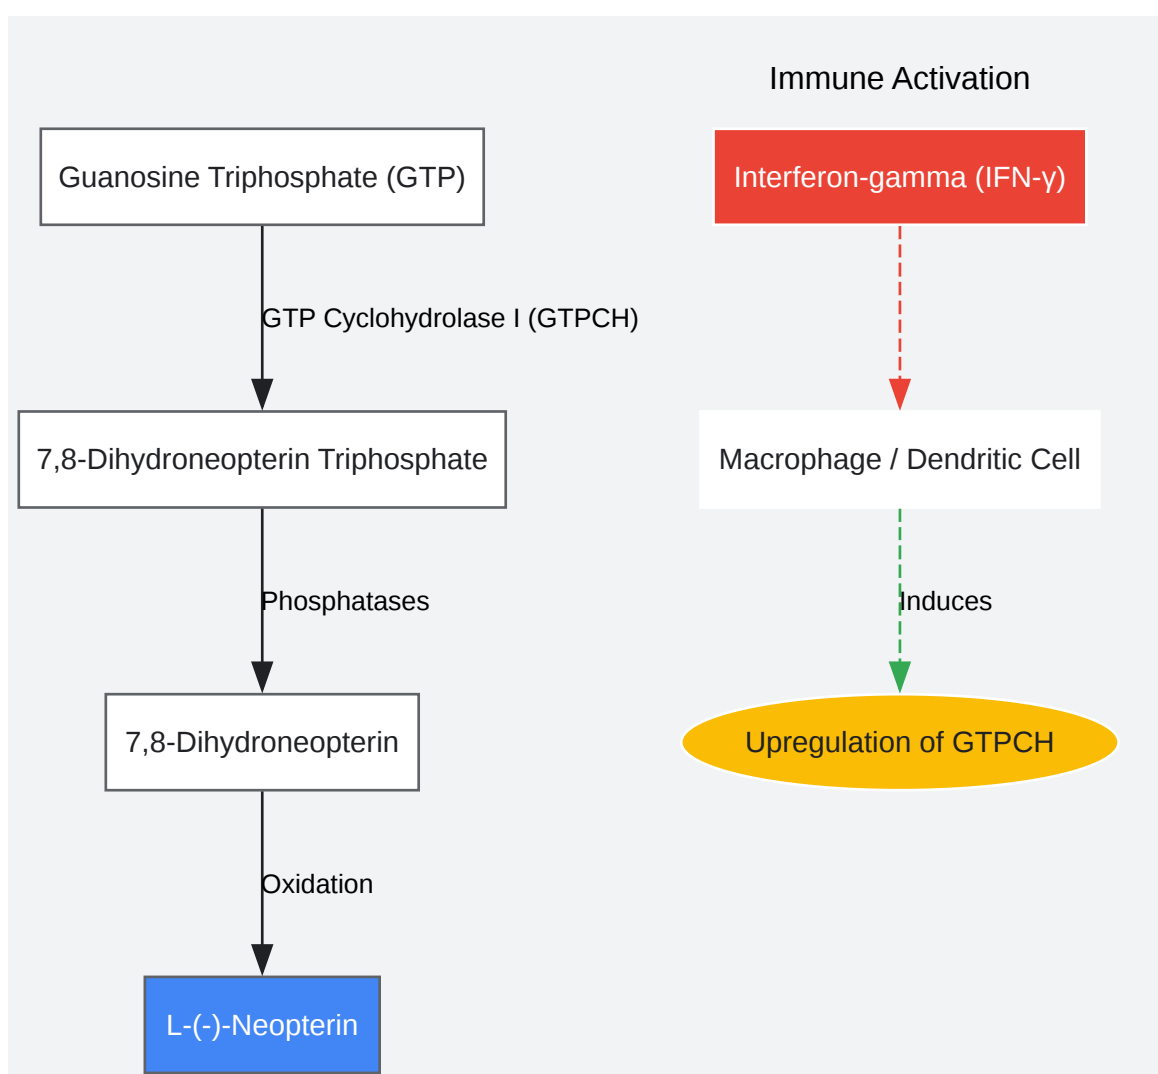 Immune Activation
Guanosine Triphosphate (GTP)
Interferon-gamma (IFN-γ)
GTP Cyclohydrolase I (GTPCH)
7,8-Dihydroneopterin Triphosphate
Macrophage / Dendritic Cell
Phosphatases
Induces
7,8-Dihydroneopterin
Upregulation of GTPCH
Oxidation
L-(-)-Neopterin